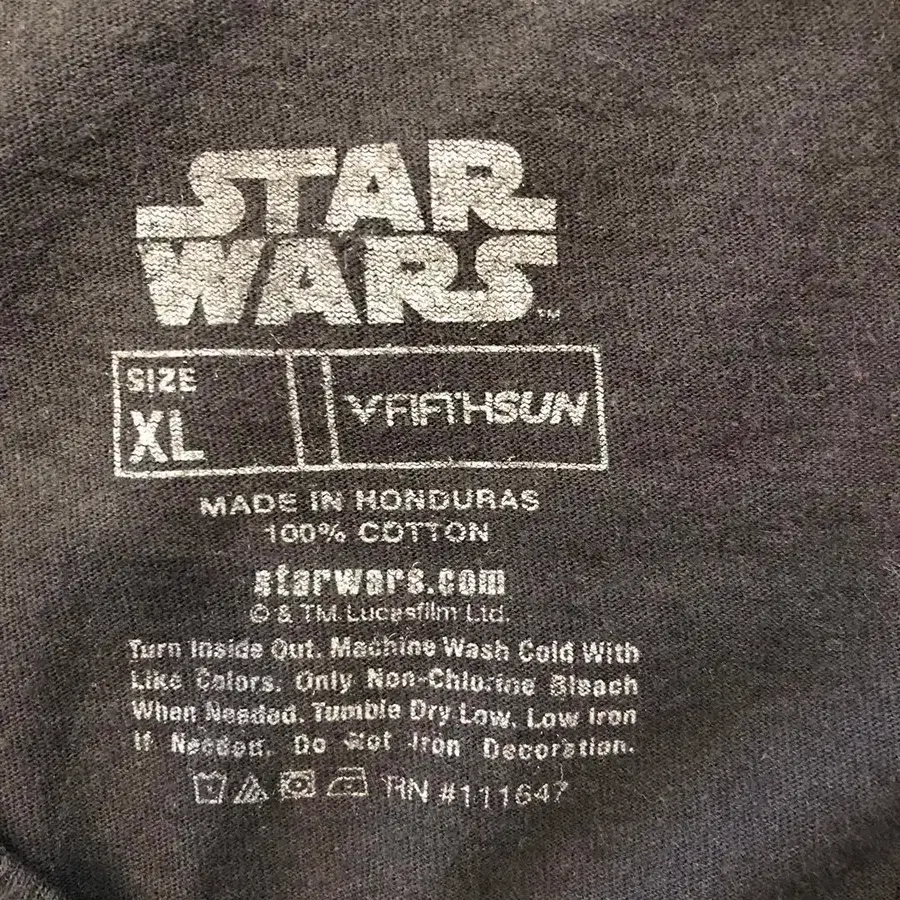 STAR
WARS™
SIZE
XL
VFIFTHSUN
MADE IN HONDURAS
100% COTTON
starwars.com
© & TM Lucasfilm Ltd.
Turn Inside Out. Machine Wash Cold With
Like Colors. Only Non-Chlorine Bleach
When Needed. Tumble Dry Low. Low Iron
If Needed. Do Not Iron Decoration.
RN #111647